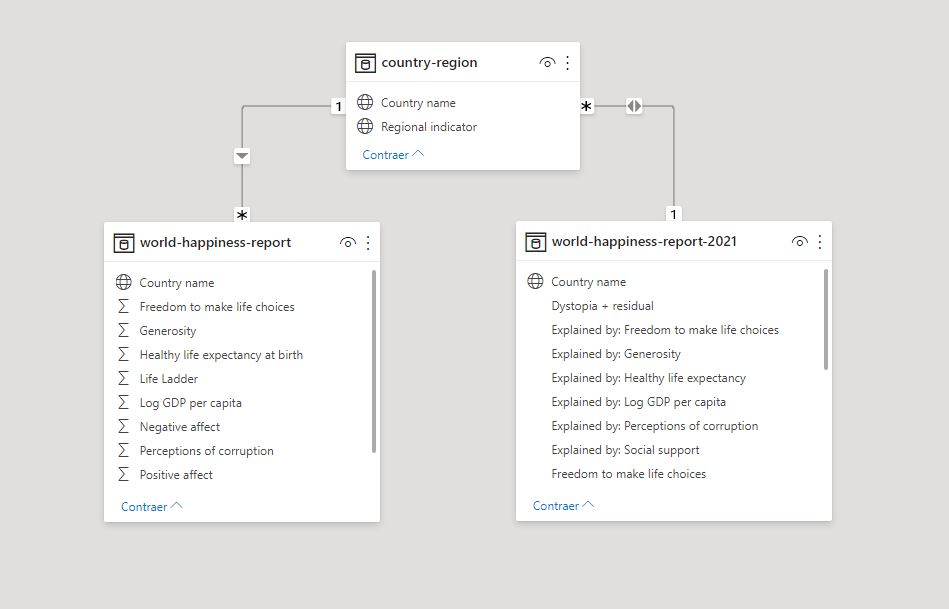 country-region
Country name
Regional indicator
Contraer
1
*
*
1
world-happiness-report
Country name
Freedom to make life choices
Generosity
Healthy life expectancy at birth
Life Ladder
Log GDP per capita
Negative affect
Perceptions of corruption
Positive affect
Contraer
world-happiness-report-2021
Country name
Dystopia + residual
Explained by: Freedom to make life choices
Explained by: Generosity
Explained by: Healthy life expectancy
Explained by: Log GDP per capita
Explained by: Perceptions of corruption
Explained by: Social support
Freedom to make life choices
Contraer